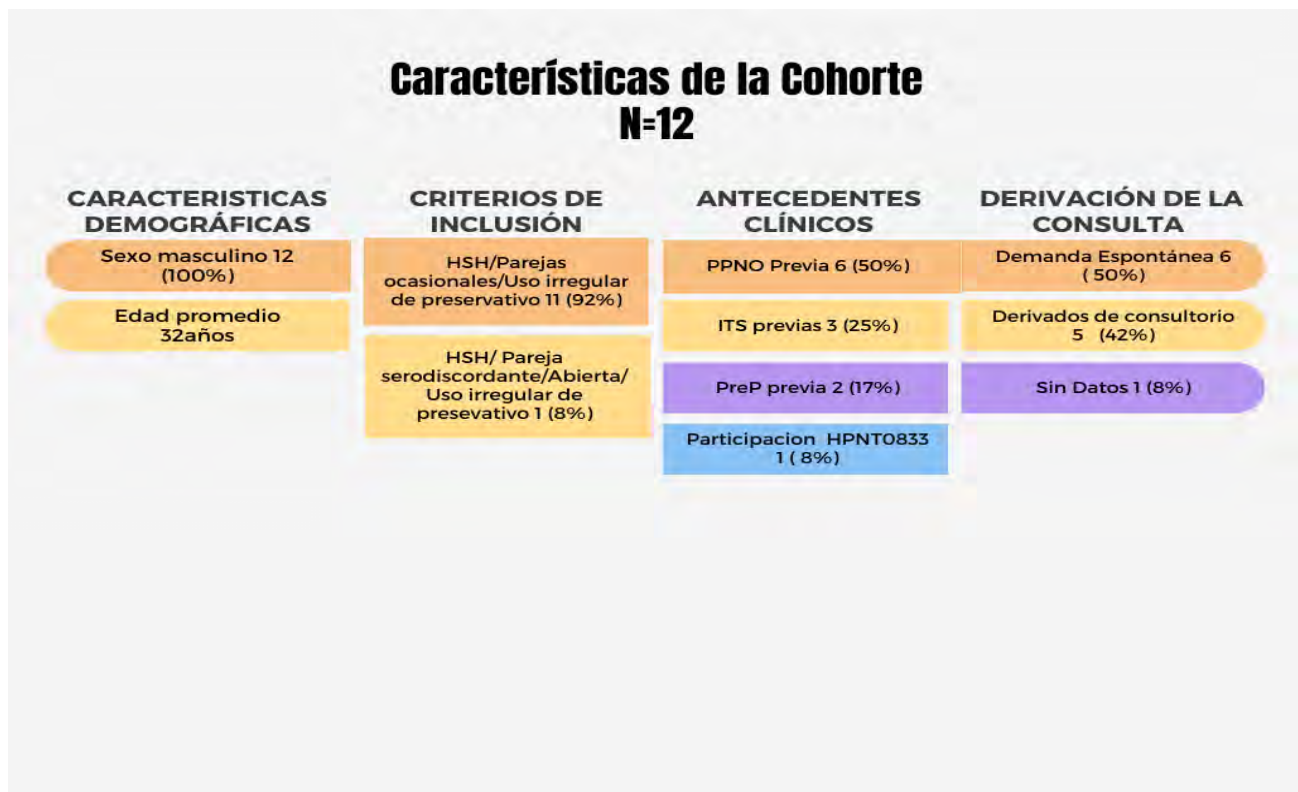 Características de la Cohorte
N=12
CARACTERISTICAS
DEMOGRÁFICAS
Sexo masculino 12
(100%)
Edad promedio
32años
CRITERIOS DE
INCLUSIÓN
HSH/Parejas
ocasionales/Uso irregular
de preservativo 11 (92%)
HSH/ Pareja
serodiscordante/Abierta/
Uso irregular de
presevativo 1 (8%)
ANTECEDENTES
CLÍNICOS
PPNO Previa 6 (50%)
ITS previas 3 (25%)
PreP previa 2 (17%)
Participacion HPNT0833
1 ( 8%)
DERIVACIÓN DE LA
CONSULTA
Demanda Espontánea 6
( 50%)
Derivados de consultorio
5 (42%)
Sin Datos 1 (8%)